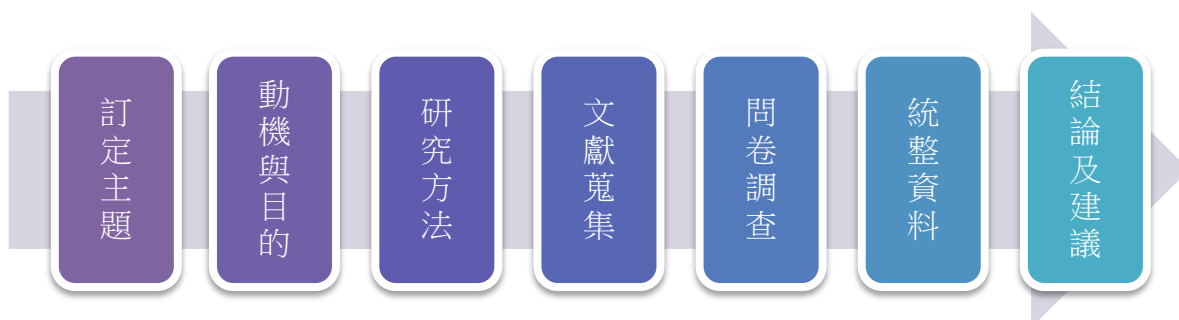 訂定主題
動機與目的
研究方法
文獻蒐集
問卷調查
統整資料
結論及建議